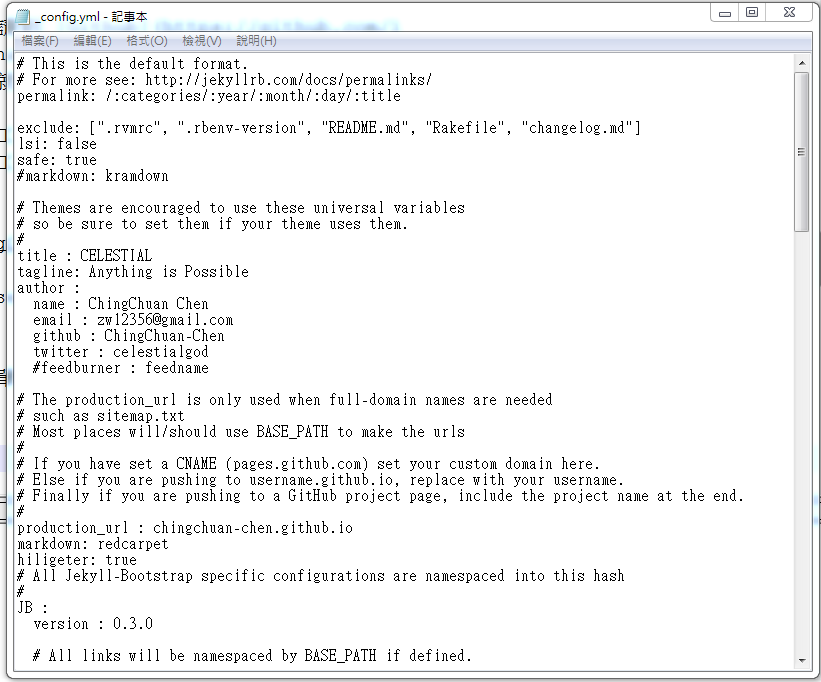 _config.yml - 記事本
檔案(F) 編輯(E) 格式(O) 檢視(V) 說明(H)
# This is the default format.
# For more see: http://jekyllrb.com/docs/permalinks/
permalink: /:categories/:year/:month/:day/:title
exclude: [".rvmrc", ".rbenv-version", "README.md", "Rakefile", "changelog.md"]
lsi: false
safe: true
#markdown: kramdown
# Themes are encouraged to use these universal variables
# so be sure to set them if your theme uses them.
#
title : CELESTIAL
tagline: Anything is Possible
author :
name : ChingChuan Chen
email : zw12356@gmail.com
github : ChingChuan-Chen
twitter : celestialgod
#feedburner : feedname
# The production_url is only used when full-domain names are needed
# such as sitemap.txt
# Most places will/should use BASE_PATH to make the urls
#
# If you have set a CNAME (pages.github.com) set your custom domain here.
# Else if you are pushing to username.github.io, replace with your username.
# Finally if you are pushing to a GitHub project page, include the project name at the end.
#
production_url : chingchuan-chen.github.io
markdown: redcarpet
hiligeter: true
# All Jekyll-Bootstrap specific configurations are namespaced into this hash
#
JB :
version : 0.3.0
# All links will be namespaced by BASE_PATH if defined.